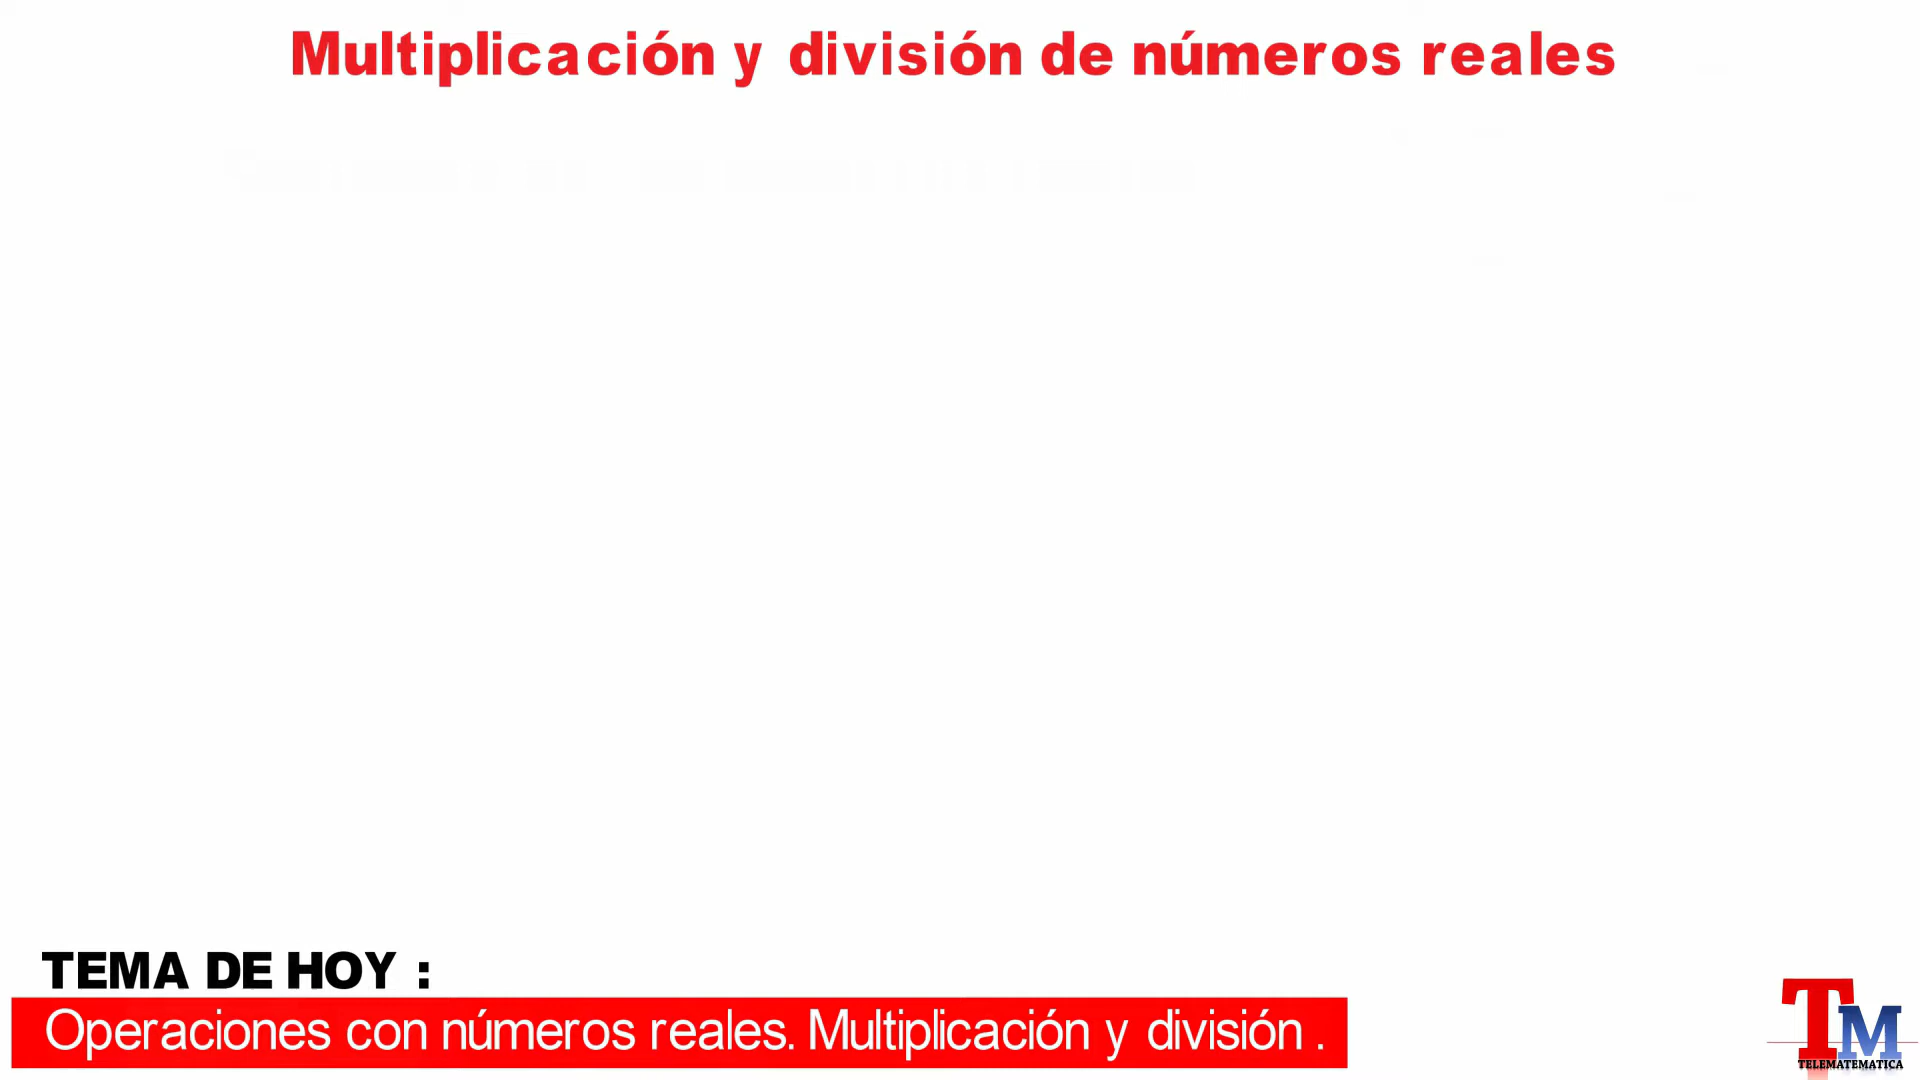 Multiplicación y división de números reales
TEMA DE HOY :
Operaciones con números reales. Multiplicación y división .
TM
TELEMATEMATICA